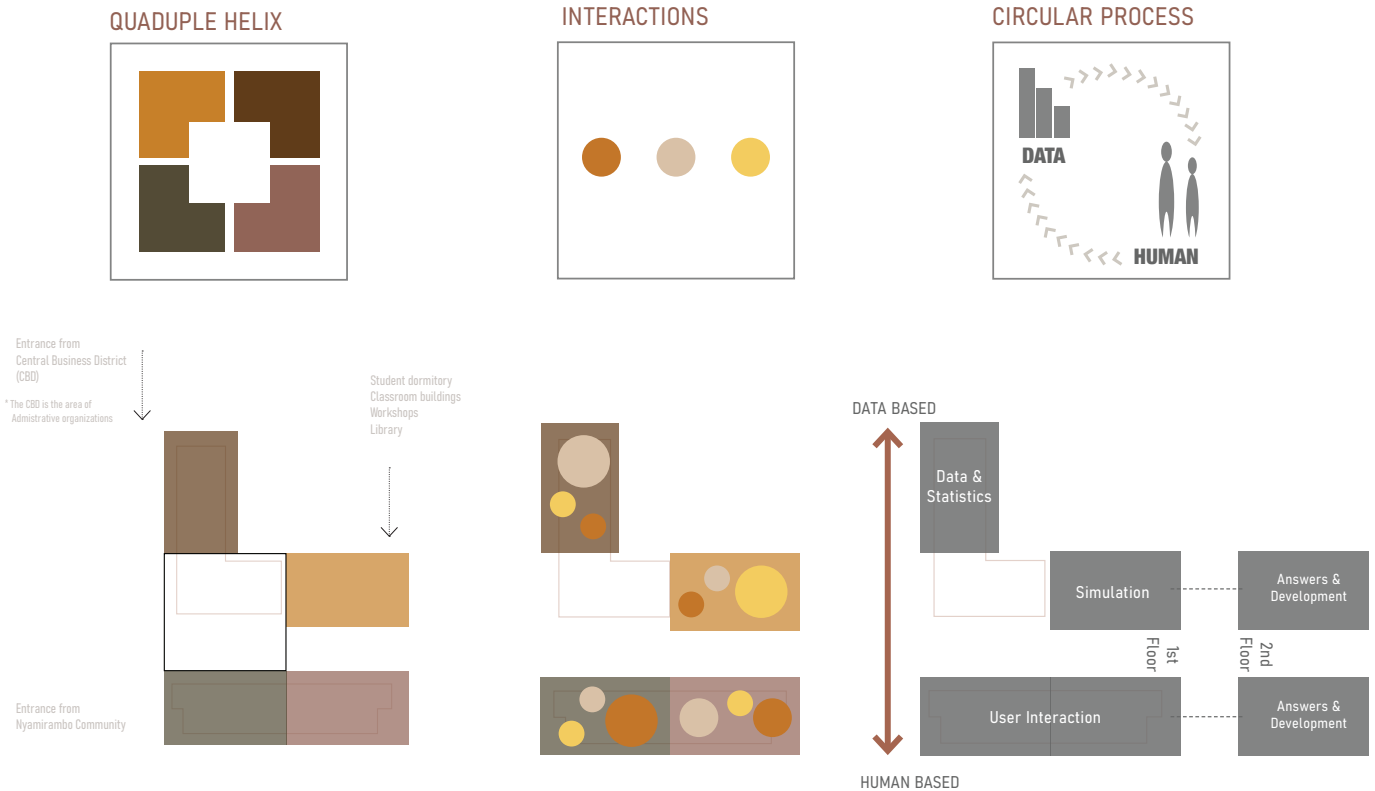 QUADUPLE HELIX
INTERACTIONS
CIRCULAR PROCESS
DATA
HUMAN
Entrance from
Central Business District
(CBD)
* The CBD is the area of
Admistrative organizations
Student dormitory
Classroom buildings
Workshops
Library
Entrance from
Nyamirambo Community
DATA BASED
Data &
Statistics
Simulation
Answers &
Development
1st
Floor
2nd
Floor
User Interaction
Answers &
Development
HUMAN BASED